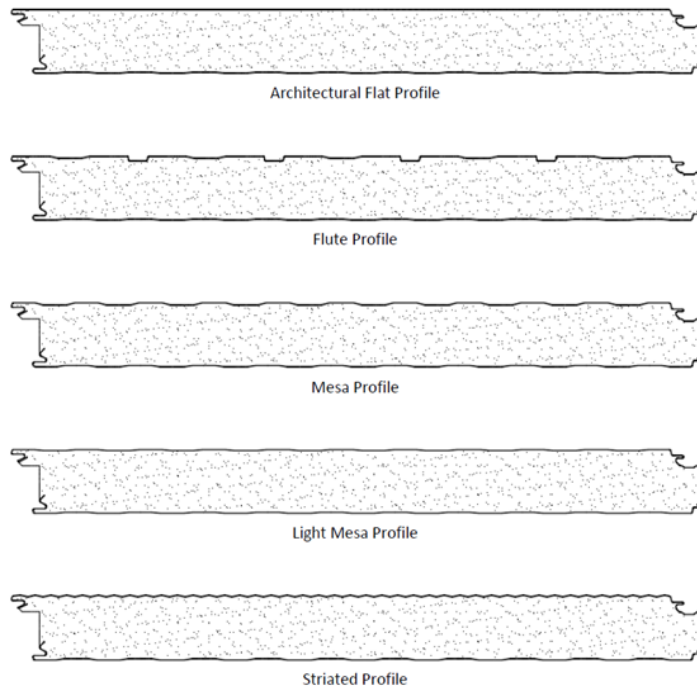 Architectural Flat Profile
Flute Profile
Mesa Profile
Light Mesa Profile
Striated Profile